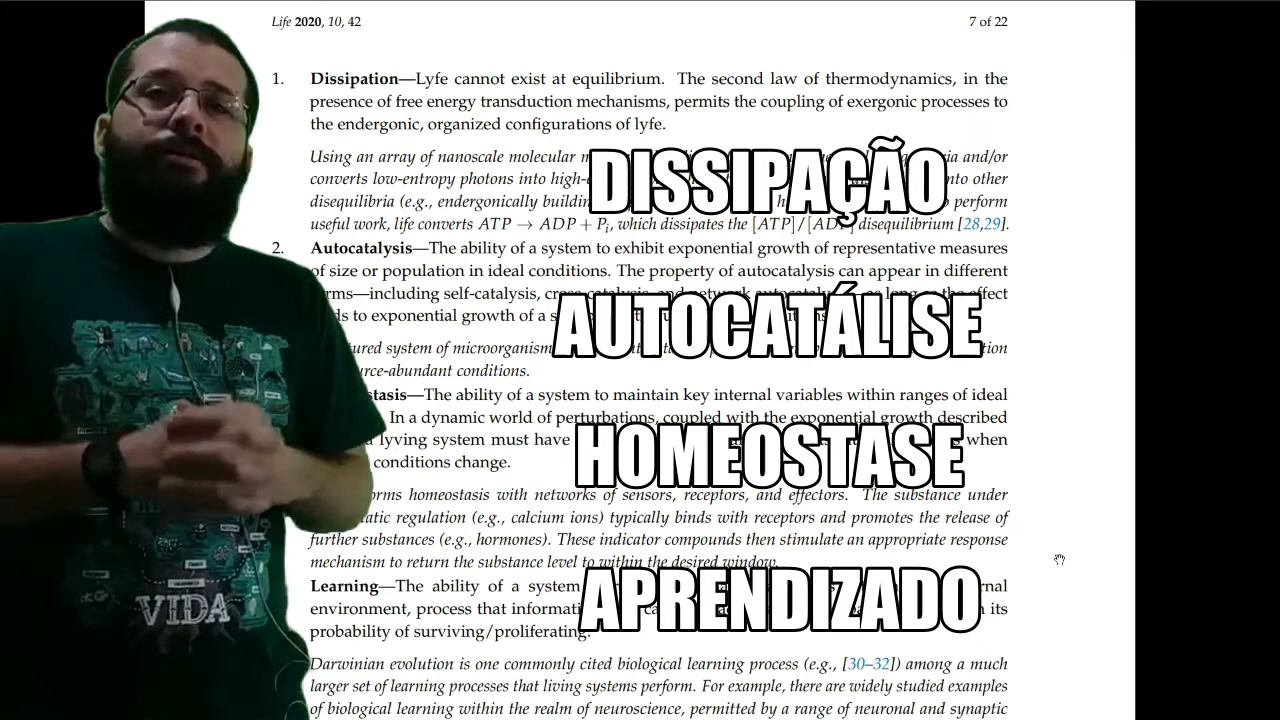 Life 2020, 10, 42
7 of 22
1. Dissipation—Lyfe cannot exist at equilibrium. The second law of thermodynamics, in the
presence of free energy transduction mechanisms, permits the coupling of exergonic processes to
the endergonic, organized configurations of lyfe.
Using an array of nanoscale molecular and/or
converts low-entropy photons into other
DISSIPAÇÃO
disequilibria (e.g., endergonically perform
useful work, life converts ATP → ADP + Pi, which dissipates the [ATP]/[ADP] disequilibrium [28,29].
2. Autocatalysis—The ability of a system to exhibit exponential growth of representative measures
of size or population in ideal conditions. The property of autocatalysis can appear in different
—including self-catalysis, the effect
to exponential growth of a
AUTOCATÁLISE
system of microorganism
conditions.
—The ability of a system to maintain key internal variables within ranges of ideal
In a dynamic world of perturbations, coupled with the exponential growth described
lyving system must have when
HOMEOSTASE
conditions change.
homeostasis with networks of sensors, receptors, and effectors. The substance under
regulation (e.g., calcium ions) typically binds with receptors and promotes the release of
further substances (e.g., hormones). These indicator compounds then stimulate an appropriate response
mechanism to return the substance level to within the desired window.
Learning—The ability of a system
environment, process that its
APRENDIZADO
probability of surviving/proliferating.
Darwinian evolution is one commonly cited biological learning process (e.g., [30–32]) among a much
larger set of learning processes that living systems perform. For example, there are widely studied examples
of biological learning within the realm of neuroscience, permitted by a range of neuronal and synaptic
VIDA